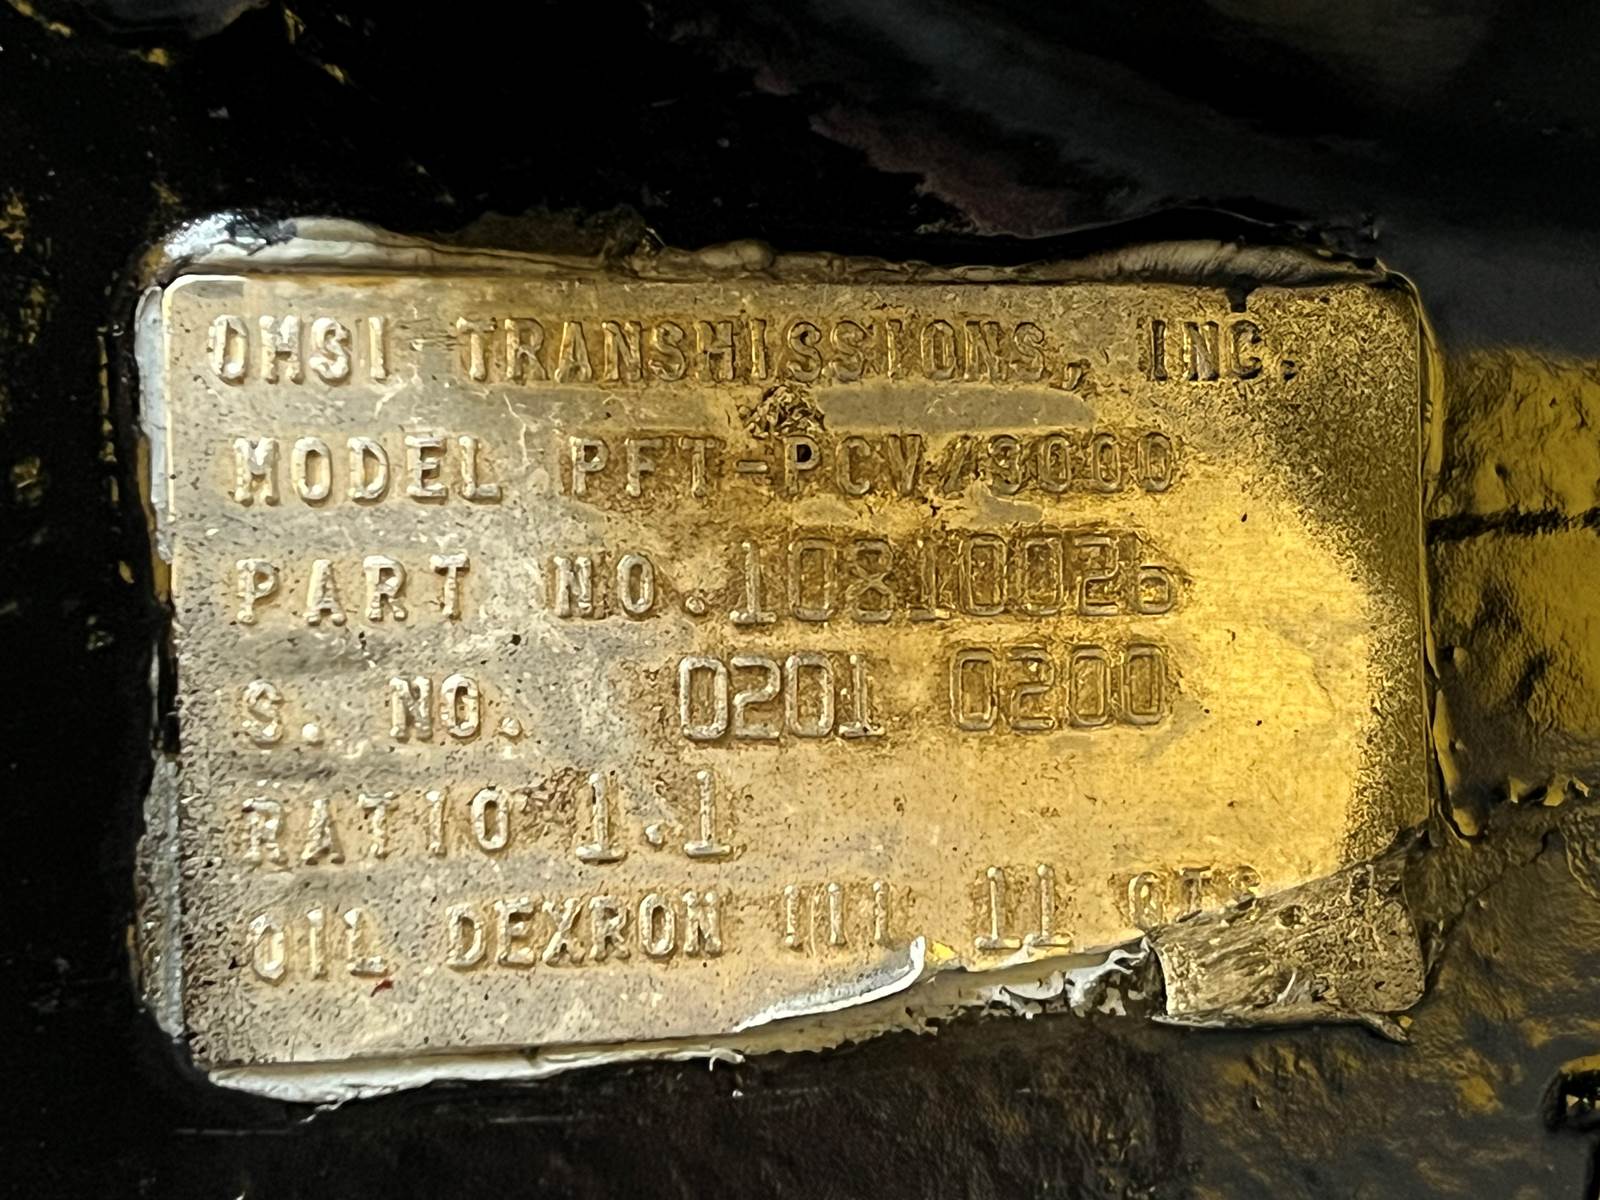 OMSI TRANSMISSIONS, INC.
MODEL PFT-PCV/3000
PART NO.10810026
S. NO. 0201 0200
RATIO 1.1
OIL DEXRON III 11 QTS